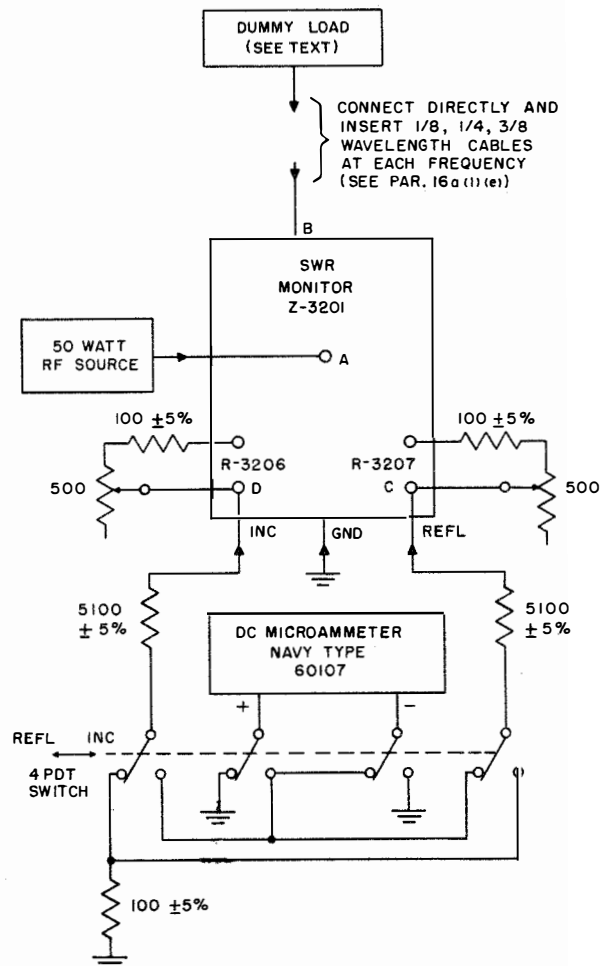 DUMMY LOAD
(SEE TEXT)
CONNECT DIRECTLY AND
INSERT 1/8, 1/4, 3/8
WAVELENGTH CABLES
AT EACH FREQUENCY
(SEE PAR. 16a(1)(e))
B
SWR
MONITOR
Z-3201
50 WATT
RF SOURCE
A
100 ±5%
100 ±5%
R-3206
R-3207
500
D
C
500
INC
GND
REFL
5100
± 5%
5100
± 5%
DC MICROAMMETER
NAVY TYPE
60107
+
-
REFL
INC
4 PDT
SWITCH
100 ±5%